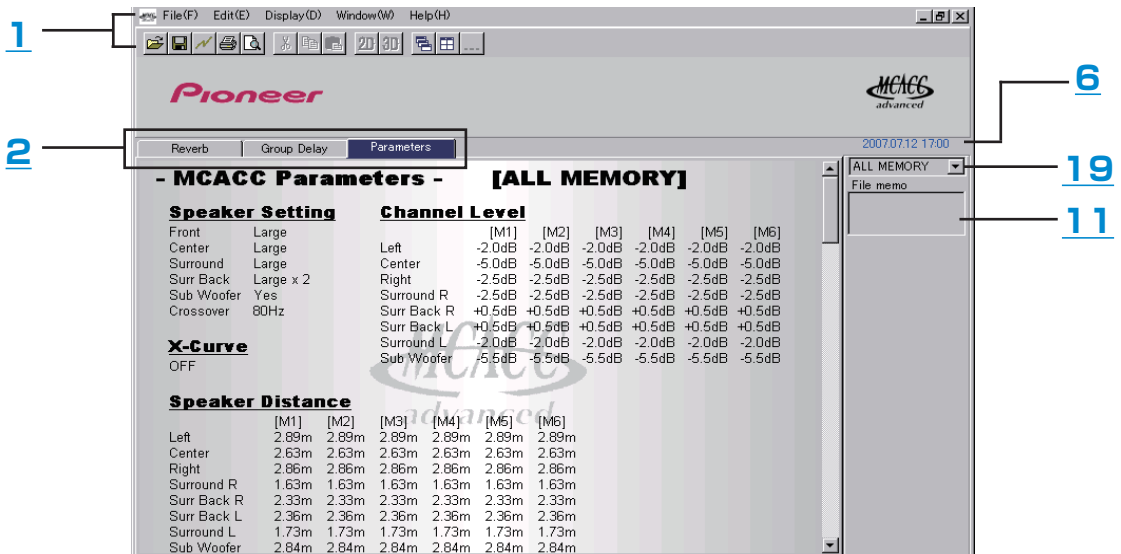 File(F) Edit(E) Display(D) Window(W) Help(H)
1
2D 3D ...
Pioneer
MCACC
advanced
6
2
Reverb Group Delay Parameters
2007.07.12 17:00
- MCACC Parameters - [ALL MEMORY]
ALL MEMORY
19
File memo
11
Speaker Setting
Front Large
Center Large
Surround Large
Surr Back Large x 2
Sub Woofer Yes
Crossover 80Hz
X-Curve
OFF
Channel Level
[M1] [M2] [M3] [M4] [M5] [M6]
Left -2.0dB -2.0dB -2.0dB -2.0dB -2.0dB -2.0dB
Center -5.0dB -5.0dB -5.0dB -5.0dB -5.0dB -5.0dB
Right -2.5dB -2.5dB -2.5dB -2.5dB -2.5dB -2.5dB
Surround R -2.5dB -2.5dB -2.5dB -2.5dB -2.5dB -2.5dB
Surr Back R +0.5dB +0.5dB +0.5dB +0.5dB +0.5dB +0.5dB
Surr Back L +0.5dB +0.5dB +0.5dB +0.5dB +0.5dB +0.5dB
Surround L -2.0dB -2.0dB -2.0dB -2.0dB -2.0dB -2.0dB
Sub Woofer -5.5dB -5.5dB -5.5dB -5.5dB -5.5dB -5.5dB
MCACC
advanced
Speaker Distance
[M1] [M2] [M3] [M4] [M5] [M6]
Left 2.89m 2.89m 2.89m 2.89m 2.89m 2.89m
Center 2.63m 2.63m 2.63m 2.63m 2.63m 2.63m
Right 2.86m 2.86m 2.86m 2.86m 2.86m 2.86m
Surround R 1.63m 1.63m 1.63m 1.63m 1.63m 1.63m
Surr Back R 2.33m 2.33m 2.33m 2.33m 2.33m 2.33m
Surr Back L 2.36m 2.36m 2.36m 2.36m 2.36m 2.36m
Surround L 1.73m 1.73m 1.73m 1.73m 1.73m 1.73m
Sub Woofer 2.84m 2.84m 2.84m 2.84m 2.84m 2.84m